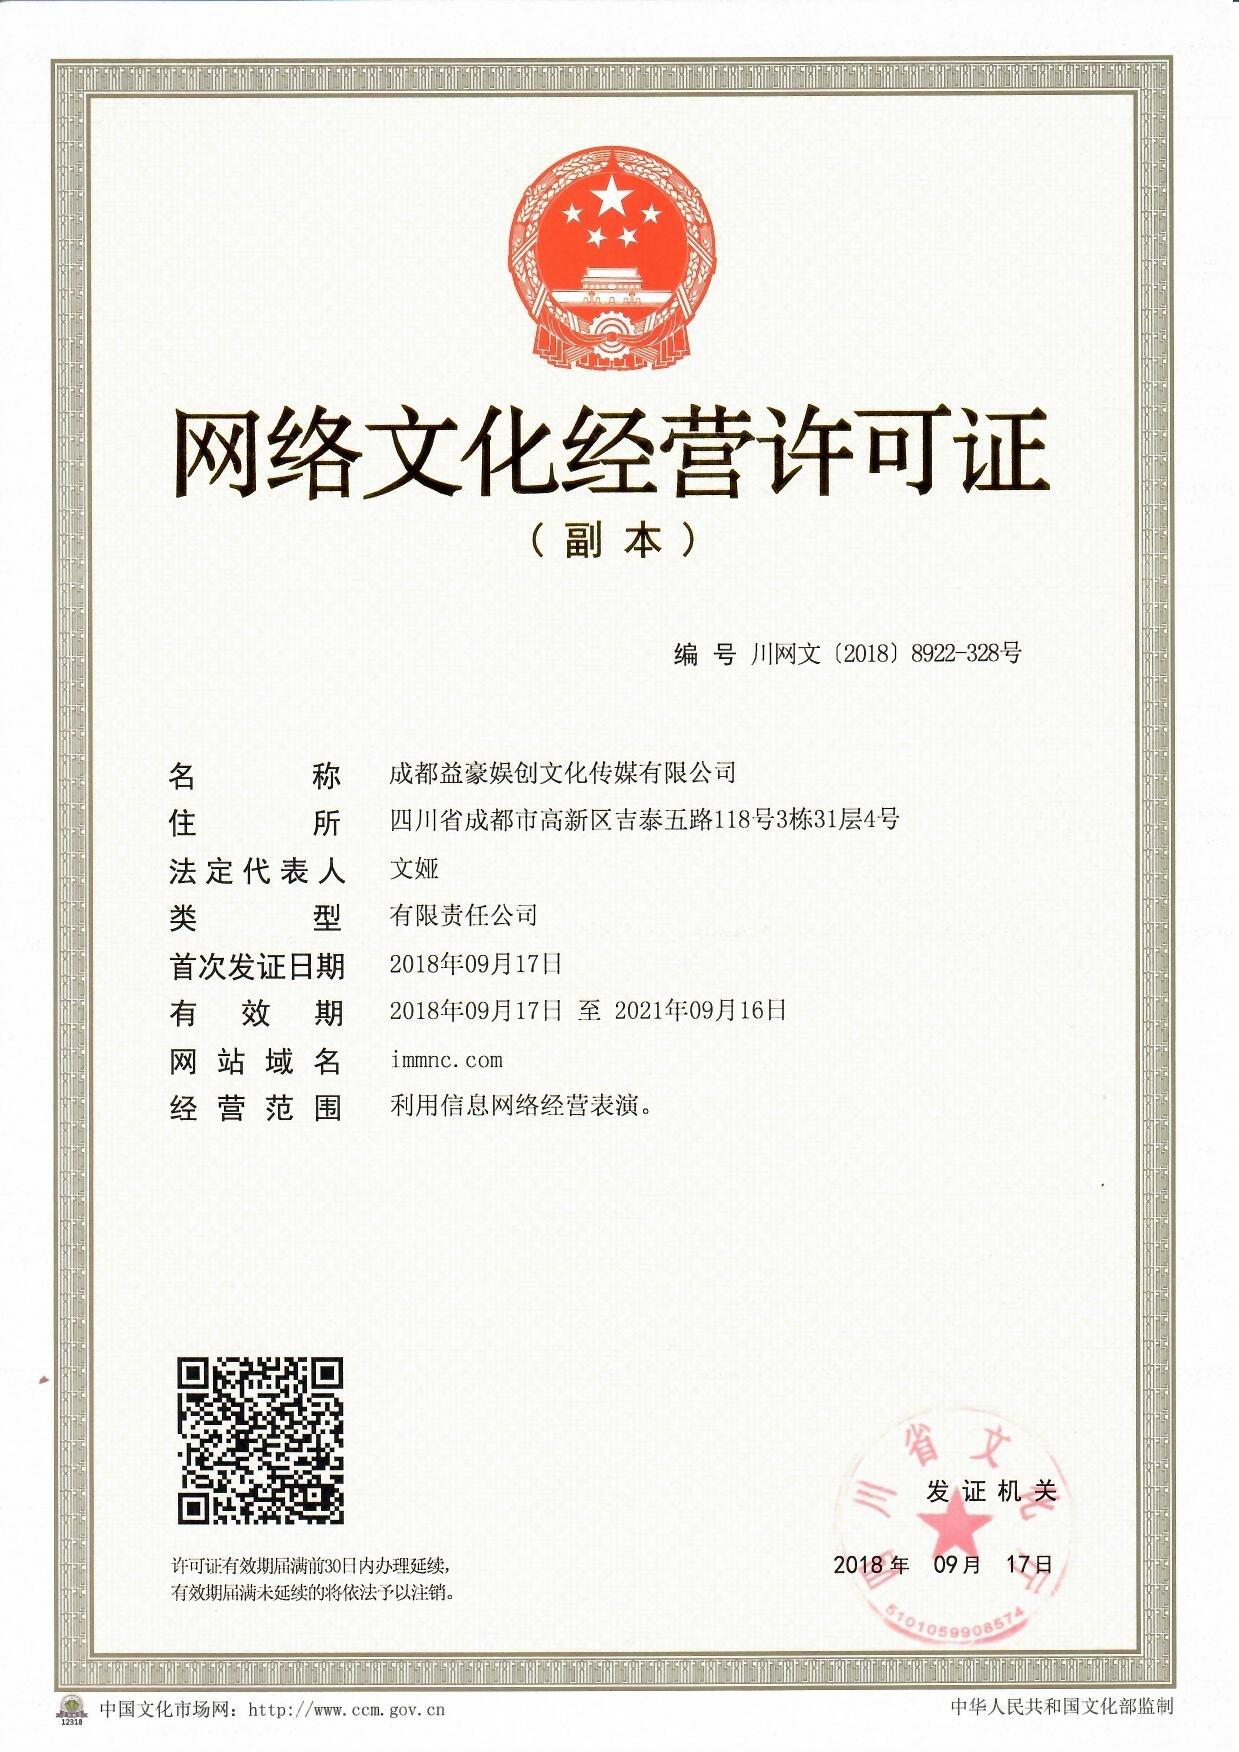 网络文化经营许可证
（副本）
编 号 川网文〔2018〕8922-328号
名 称 成都益豪娱创文化传媒有限公司
住 所 四川省成都市高新区吉泰五路118号3栋31层4号
法定代表人 文娅
类 型 有限责任公司
首次发证日期 2018年09月17日
有 效 期 2018年09月17日 至 2021年09月16日
网站域名 immnc.com
经营范围 利用信息网络经营表演。
四川省文化厅
发证机关
2018年 09月 17日
5101059908574
许可证有效期届满前30日内办理延续，
有效期届满未延续的将依法予以注销。
12318
中国文化市场网：http://www.ccm.gov.cn
中华人民共和国文化部监制